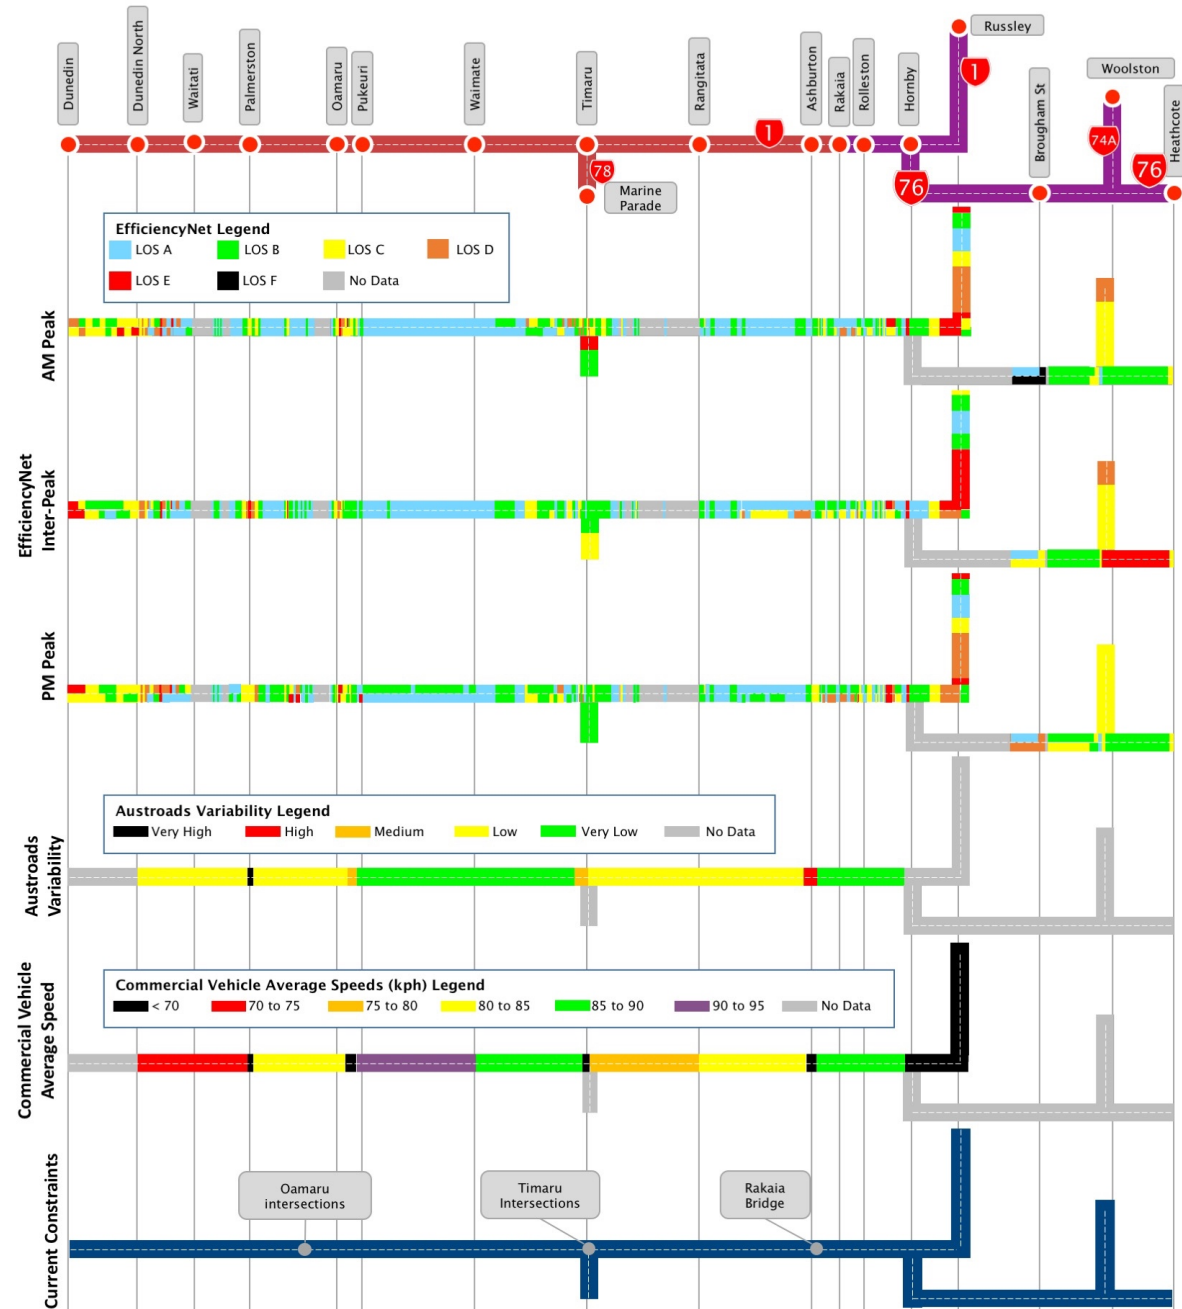 Dunedin
Dunedin North
Waitati
Palmerston
Oamaru
Pukeuri
Waimate
Timaru
Rangitata
Ashburton
Rakaia
Rolleston
Hornby
Russley
1
Brougham St
Woolston
Heathcote
1
74A
76
76
78
Marine
Parade
EfficiencyNet Legend
LOS A
LOS B
LOS C
LOS D
LOS E
LOS F
No Data
AM Peak
EfficiencyNet
Inter-Peak
PM Peak
Austroads Variability Legend
Very High
High
Medium
Low
Very Low
No Data
Austroads
Variability
Commercial Vehicle Average Speeds (kph) Legend
< 70
70 to 75
75 to 80
80 to 85
85 to 90
90 to 95
No Data
Commercial Vehicle
Average Speed
Oamaru
intersections
Timaru
Intersections
Rakaia
Bridge
Current Constraints